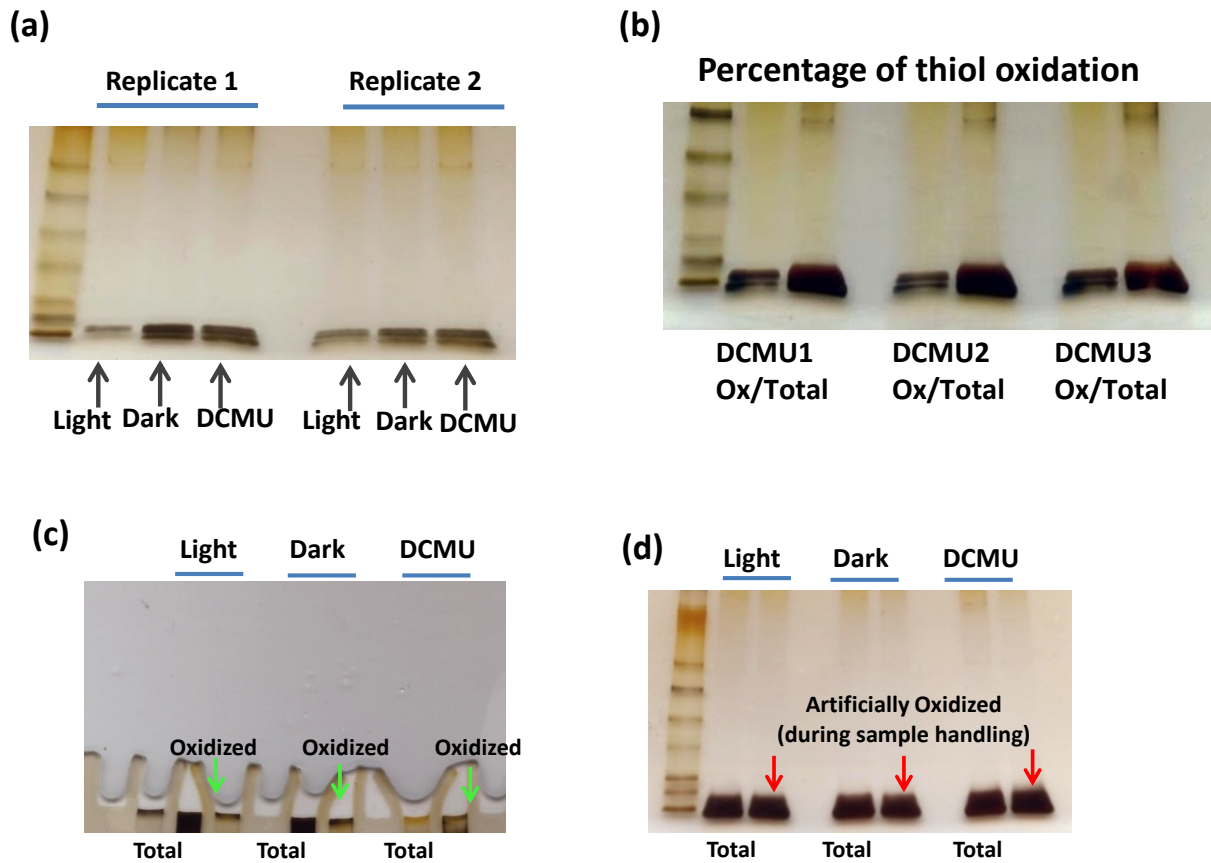 (a)
Replicate 1
Replicate 2
Light
Dark
DCMU
Light
Dark
DCMU
(b)
Percentage of thiol oxidation
DCMU1
Ox/Total
DCMU2
Ox/Total
DCMU3
Ox/Total
(c)
Light
Dark
DCMU
Oxidized
Oxidized
Oxidized
Total
Total
Total
(d)
Light
Dark
DCMU
Artificially Oxidized
(during sample handling)
Total
Total
Total